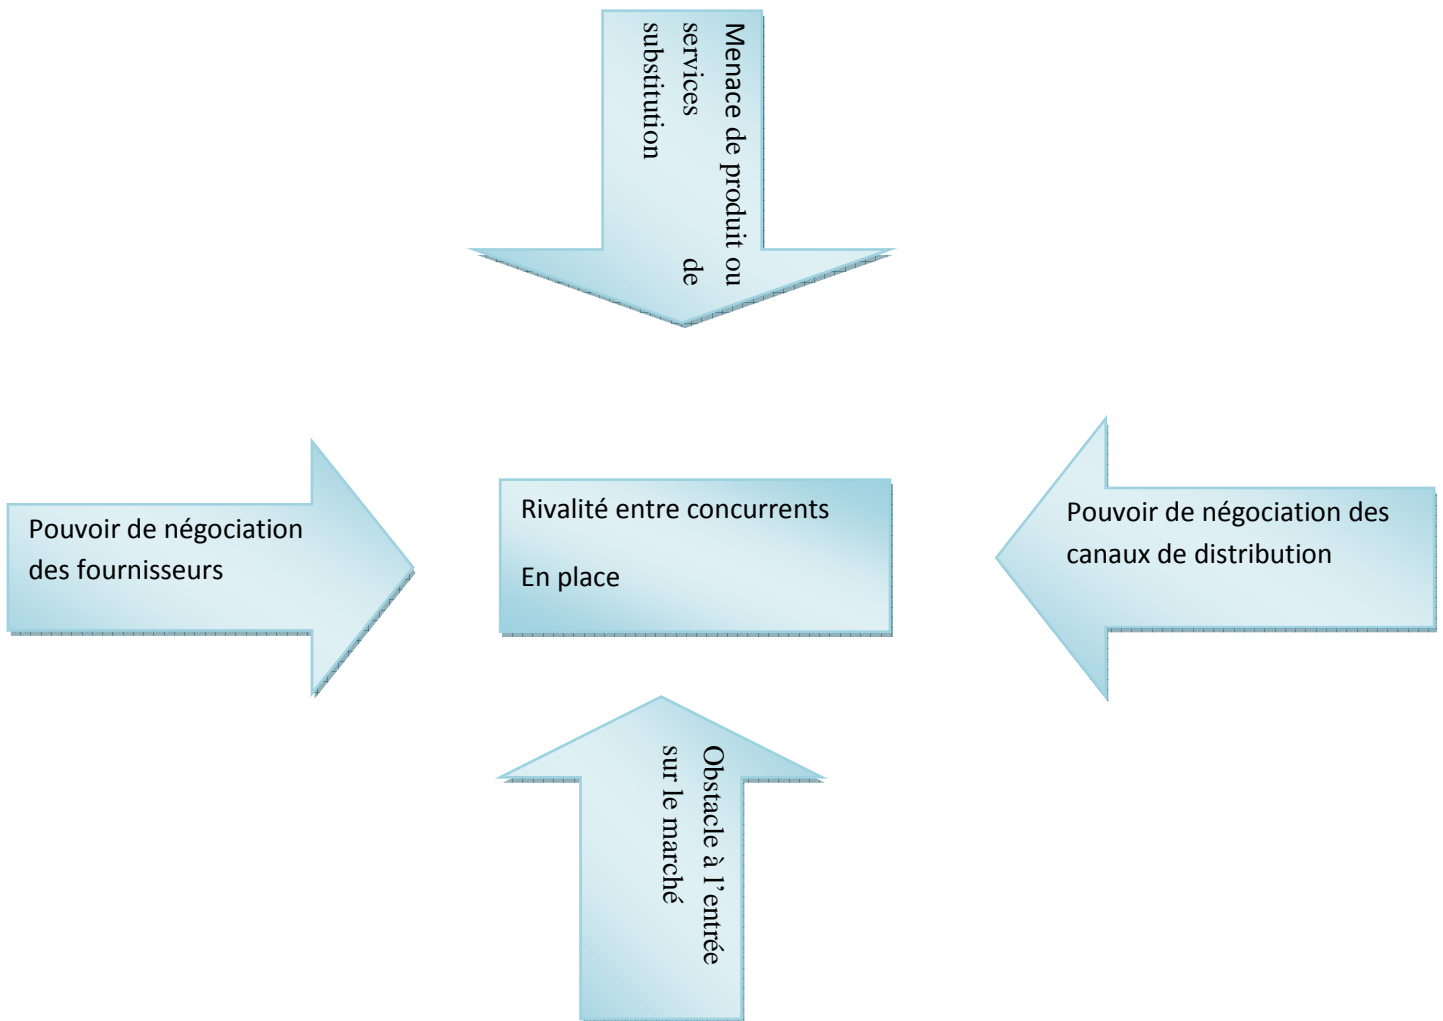 Menace de produit ou
services de
substitution
Pouvoir de négociation
des fournisseurs
Rivalité entre concurrents
En place
Pouvoir de négociation des
canaux de distribution
Obstacle à l'entrée
sur le marché